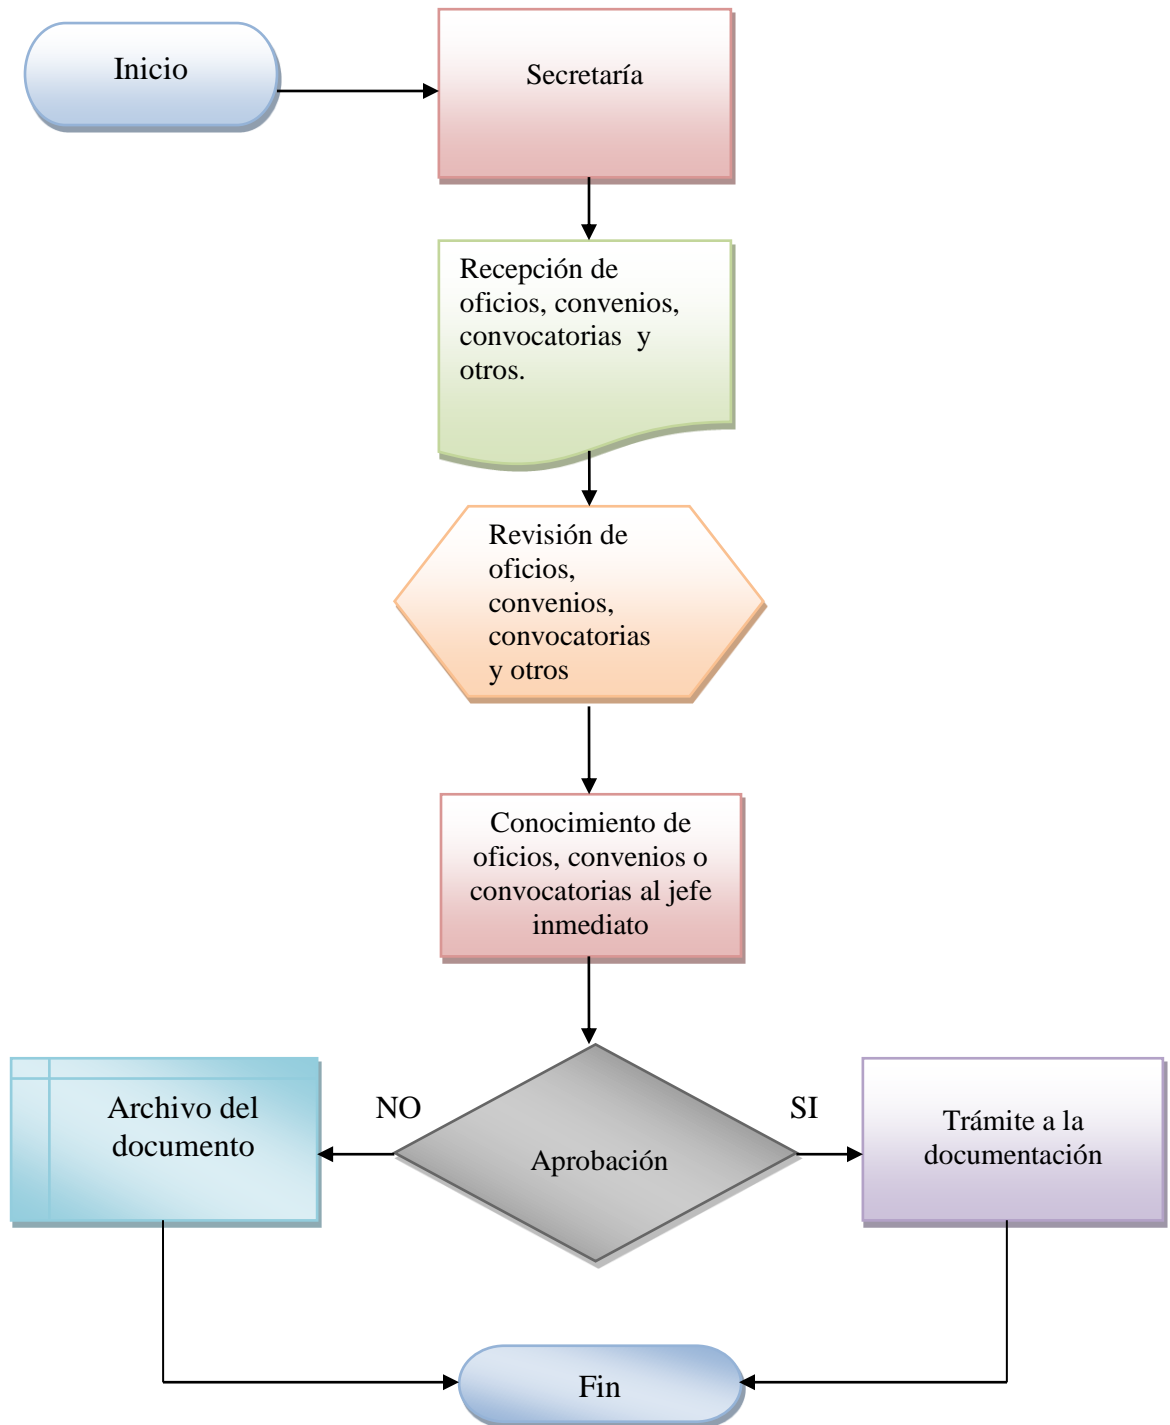 Inicio
Secretaría
Recepción de
oficios, convenios,
convocatorias y
otros.
Revisión de
oficios,
convenios,
convocatorias
y otros
Conocimiento de
oficios, convenios o
convocatorias al jefe
inmediato
Archivo del
documento
NO
Aprobación
SI
Trámite a la
documentación
Fin